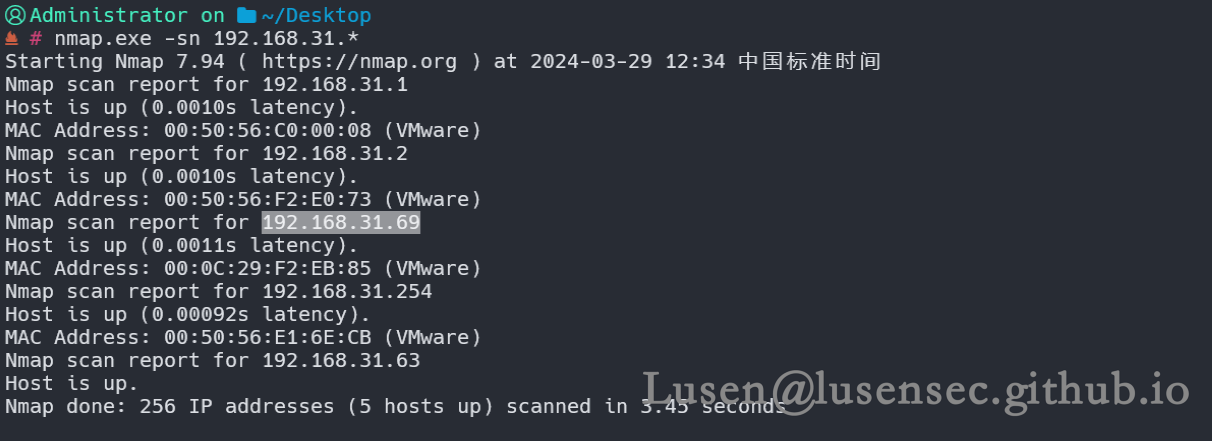 Administrator on ~/Desktop
# nmap.exe -sn 192.168.31.*
Starting Nmap 7.94 ( https://nmap.org ) at 2024-03-29 12:34 中国标准时间
Nmap scan report for 192.168.31.1
Host is up (0.0010s latency).
MAC Address: 00:50:56:C0:00:08 (VMware)
Nmap scan report for 192.168.31.2
Host is up (0.0010s latency).
MAC Address: 00:50:56:F2:E0:73 (VMware)
Nmap scan report for 192.168.31.69
Host is up (0.0011s latency).
MAC Address: 00:0C:29:F2:EB:85 (VMware)
Nmap scan report for 192.168.31.254
Host is up (0.00092s latency).
MAC Address: 00:50:56:E1:6E:CB (VMware)
Nmap scan report for 192.168.31.63
Host is up.
Nmap done: 256 IP addresses (5 hosts up) scanned in 3.45 seconds
Lusen@lusensec.github.io